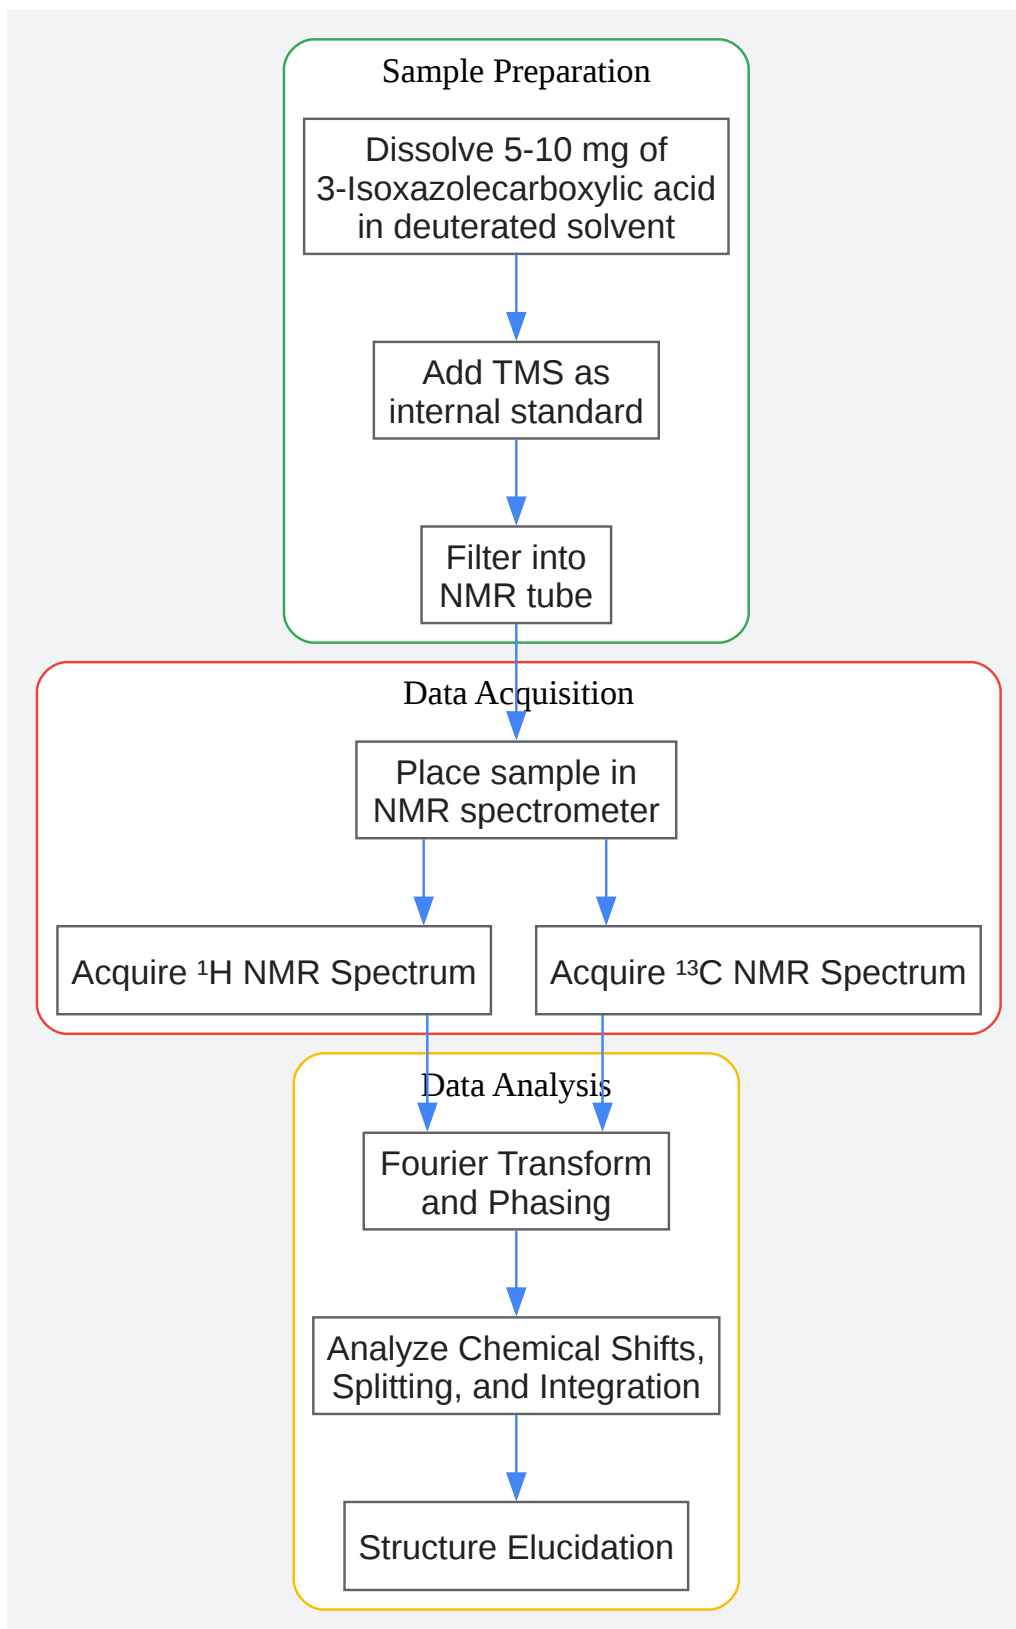 Sample Preparation
Dissolve 5-10 mg of
3-Isoxazolecarboxylic acid
in deuterated solvent
Add TMS as
internal standard
Filter into
NMR tube
Data Acquisition
Place sample in
NMR spectrometer
Acquire ¹H NMR Spectrum
Acquire ¹³C NMR Spectrum
Data Analysis
Fourier Transform
and Phasing
Analyze Chemical Shifts,
Splitting, and Integration
Structure Elucidation